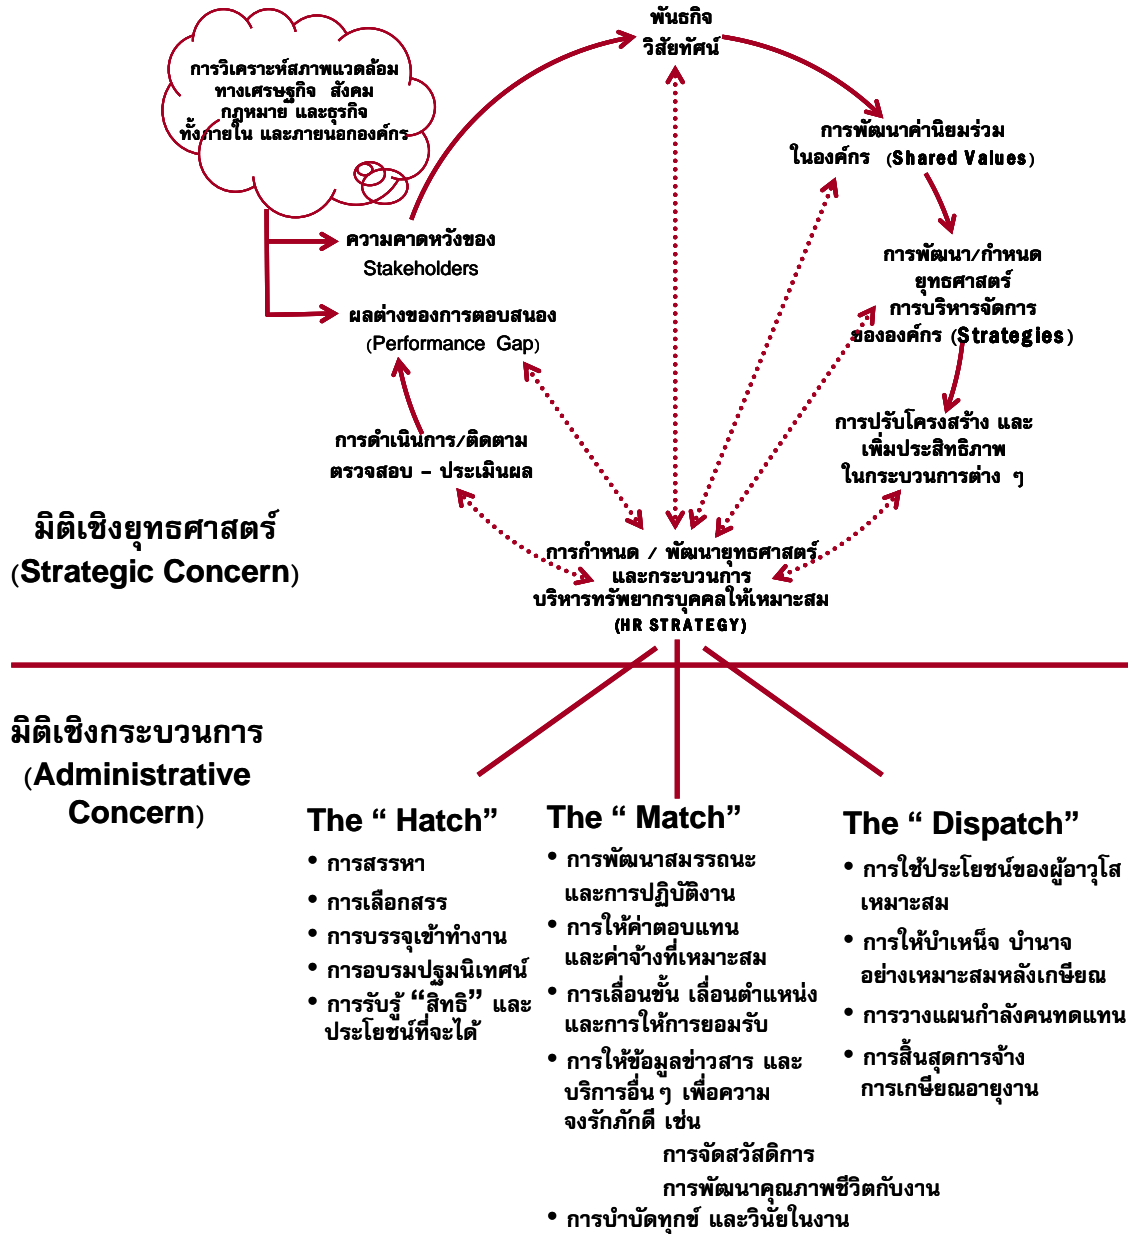 พันธกิจ
วิสัยทัศน์
การวิเคราะห์สภาพแวดล้อม
ทางเศรษฐกิจ สังคม
กฎหมาย และธุรกิจ
ทั้งภายใน และภายนอกองค์กร
การพัฒนาค่านิยมร่วม
ในองค์กร (Shared Values)
ความคาดหวังของ
Stakeholders
การพัฒนา/กำหนด
ยุทธศาสตร์
การบริหารจัดการ
ขององค์กร (Strategies)
ผลต่างของการตอบสนอง
(Performance Gap)
การปรับโครงสร้าง และ
เพิ่มประสิทธิภาพ
ในกระบวนการต่าง ๆ
การดำเนินการ/ติดตาม
ตรวจสอบ - ประเมินผล
มิติเชิงยุทธศาสตร์
(Strategic Concern)
การกำหนด / พัฒนายุทธศาสตร์
และกระบวนการ
บริหารทรัพยากรบุคคลให้เหมาะสม
(HR STRATEGY)
มิติเชิงกระบวนการ
(Administrative
Concern)
The “ Hatch”
• การสรรหา
• การเลือกสรร
• การบรรจุเข้าทำงาน
• การอบรมปฐมนิเทศน์
• การรับรู้ “สิทธิ” และ
ประโยชน์ที่จะได้
The “ Match”
• การพัฒนาสมรรถนะ
และการปฏิบัติงาน
• การให้ค่าตอบแทน
และค่าจ้างที่เหมาะสม
• การเลื่อนขั้น เลื่อนตำแหน่ง
และการให้การยอมรับ
• การให้ข้อมูลข่าวสาร และ
บริการอื่น ๆ เพื่อความ
จงรักภักดี เช่น
การจัดสวัสดิการ
การพัฒนาคุณภาพชีวิตกับงาน
• การบำบัดทุกข์ และวินัยในงาน
The “ Dispatch”
• การใช้ประโยชน์ของผู้อาวุโส
เหมาะสม
• การให้บำเหน็จ บำนาจ
อย่างเหมาะสมหลังเกษียณ
• การวางแผนกำลังคนทดแทน
• การสิ้นสุดการจ้าง
การเกษียณอายุงาน